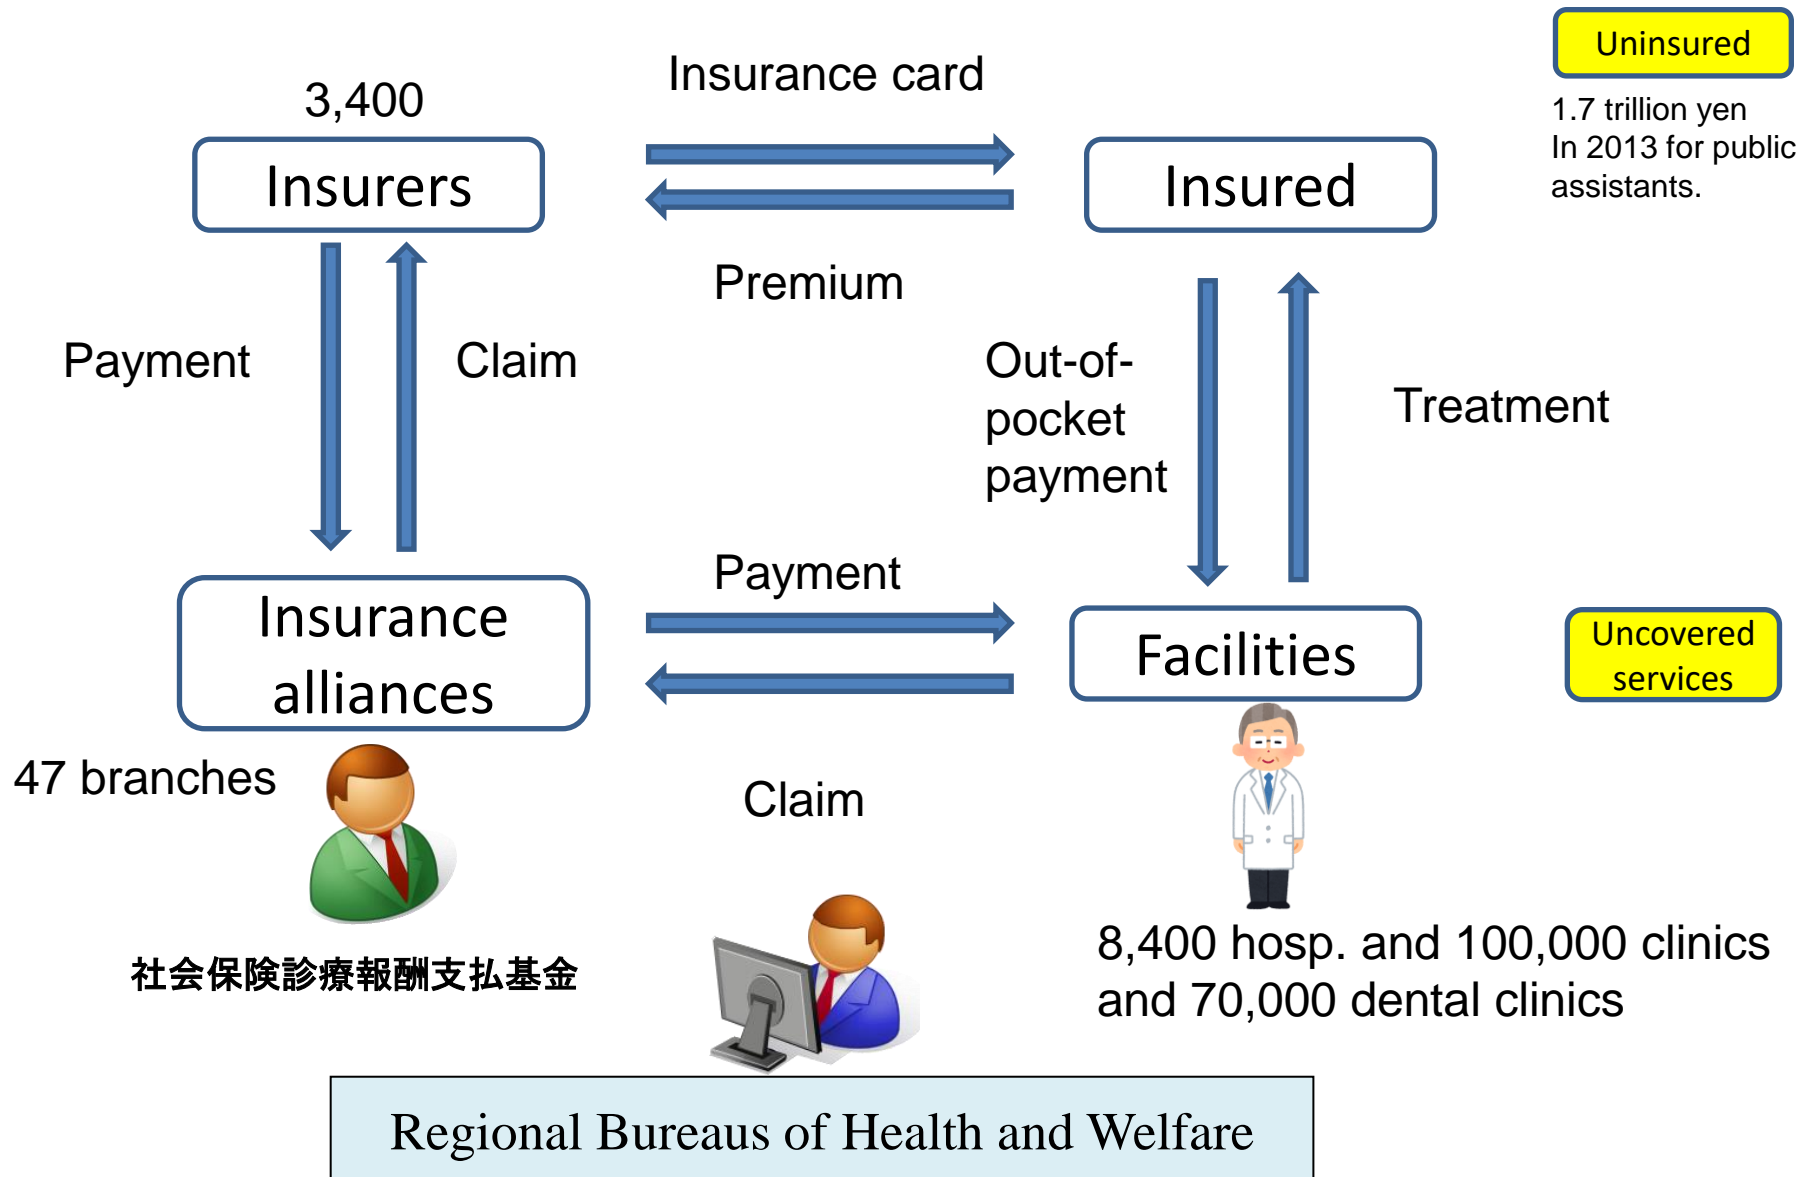 Uninsured
1.7 trillion yen
In 2013 for public
assistants.
Insurance card
3,400
Insurers
Insured
Premium
Payment
Claim
Out-of-
pocket
payment
Treatment
Payment
Insurance
alliances
Facilities
Uncovered
services
47 branches
Claim
社会保険診療報酬支払基金
8,400 hosp. and 100,000 clinics
and 70,000 dental clinics
Regional Bureaus of Health and Welfare